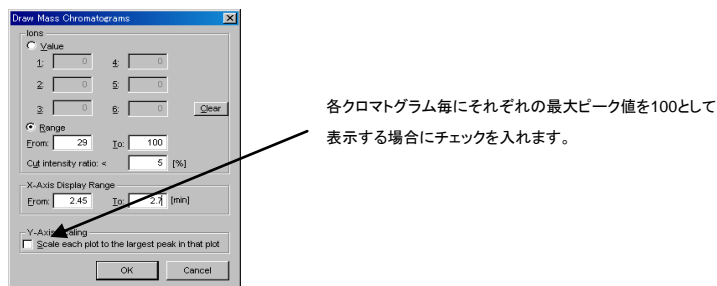 Draw Mass Chromatograms
Ions
Value
1: 0 4: 0
2: 0 5: 0
3: 0 6: 0 Clear
Range
From: 29 To: 100
Cut intensity ratio: < 5 [%]
X-Axis Display Range
From: 2.45 To: 2.7 [min]
Y-Axis Scaling
Scale each plot to the largest peak in that plot
OK Cancel
各クロマトグラム毎にそれぞれの最大ピーク値を100として
表示する場合にチェックを入れます。